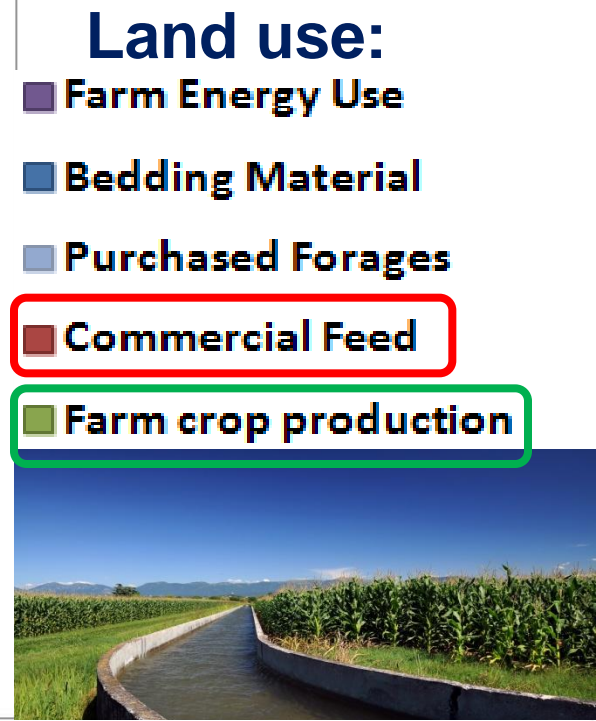 Land use:
Farm Energy Use
Bedding Material
Purchased Forages
Commercial Feed
Farm crop production